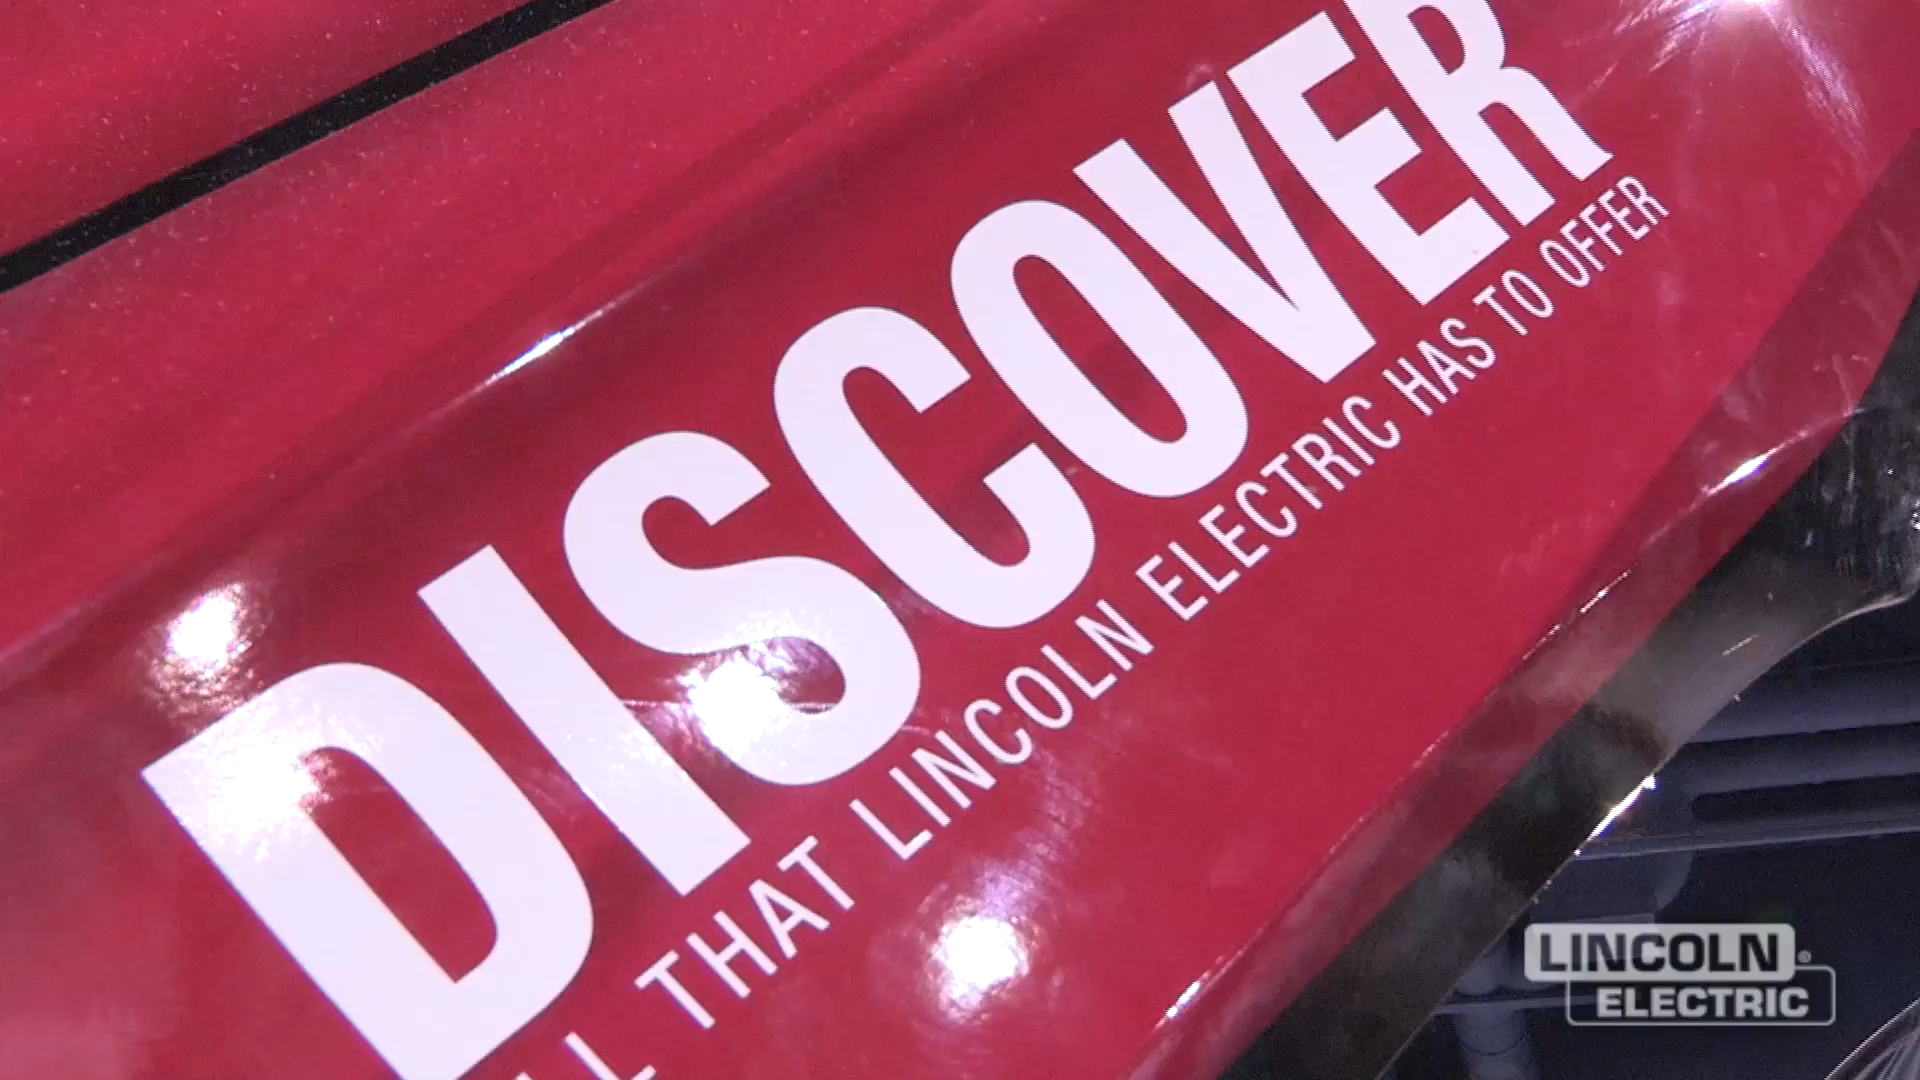 DISCOVER
THAT LINCOLN ELECTRIC HAS TO OFFER
LINCOLN ®
ELECTRIC